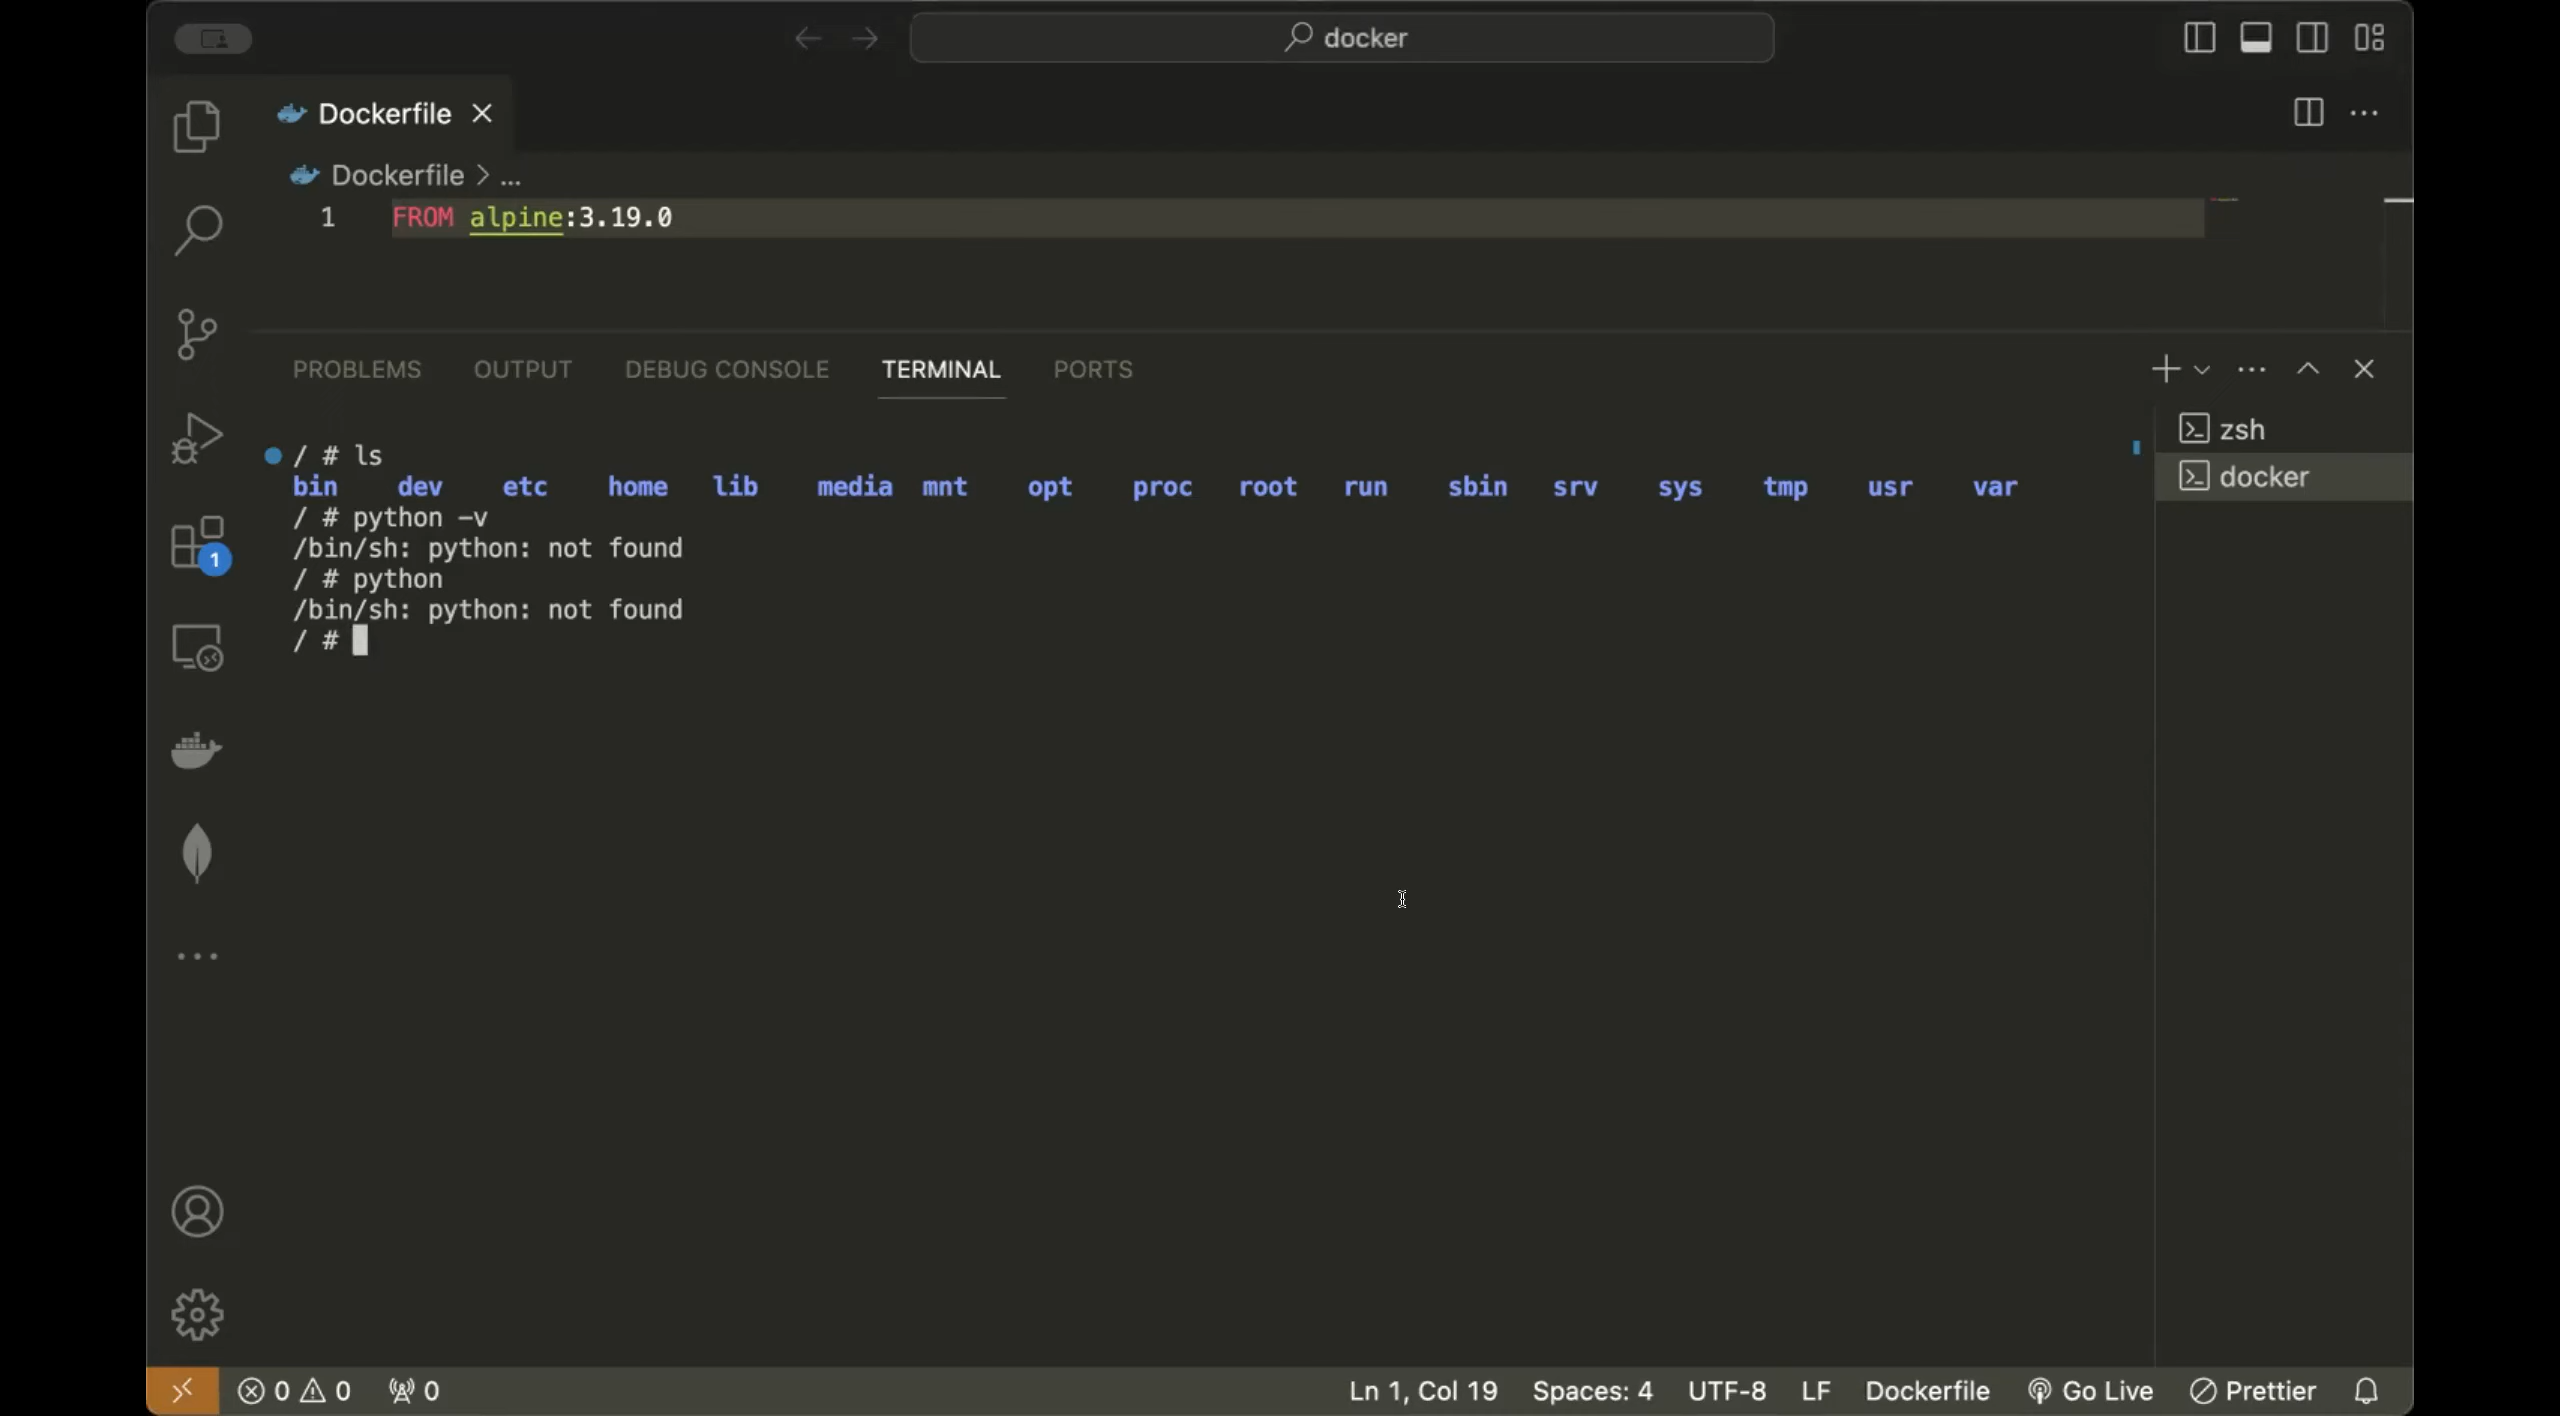 docker
Dockerfile
Dockerfile > ...
1 FROM alpine:3.19.0
PROBLEMS OUTPUT DEBUG CONSOLE TERMINAL PORTS
zsh
docker
/ # ls
bin dev etc home lib media mnt opt proc root run sbin srv sys tmp usr var
/ # python -v
/bin/sh: python: not found
/ # python
/bin/sh: python: not found
/ #
1
0 0 0 Ln 1, Col 19 Spaces: 4 UTF-8 LF Dockerfile Go Live Prettier